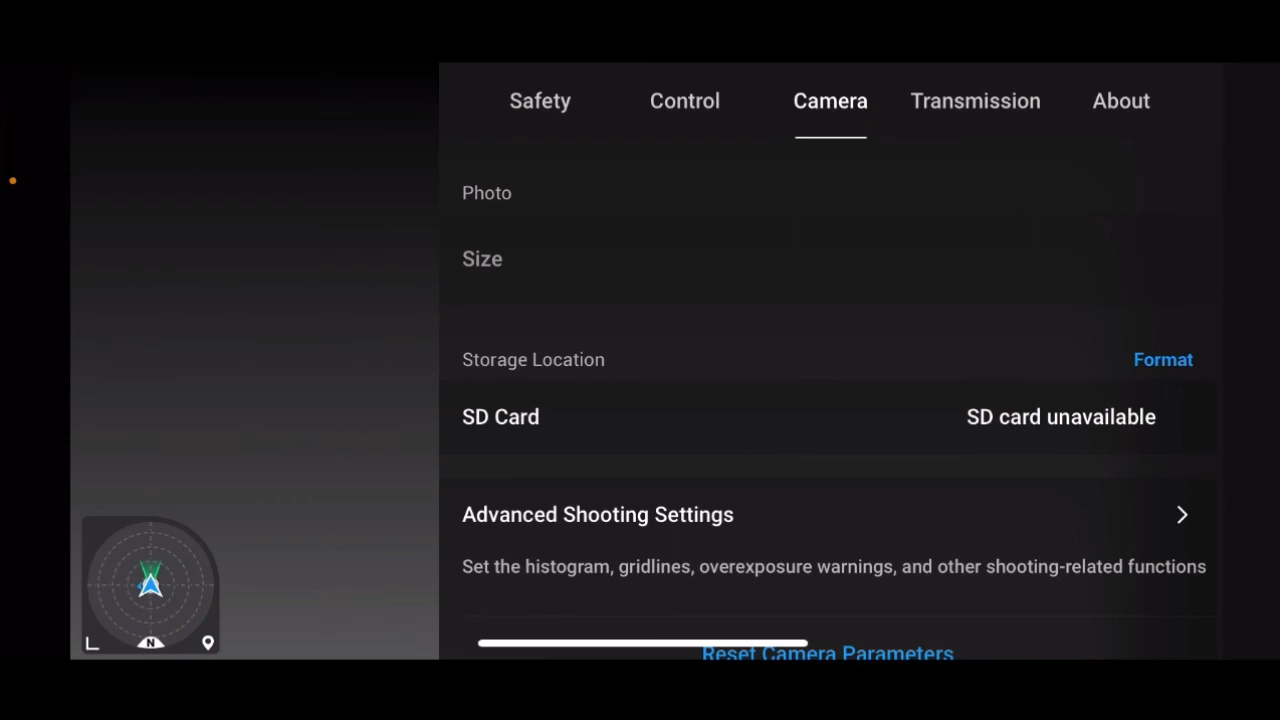 Safety Control Camera Transmission About
Photo
Size
Storage Location Format
SD Card SD card unavailable
Advanced Shooting Settings
Set the histogram, gridlines, overexposure warnings, and other shooting-related functions
N
Reset Camera Parameters